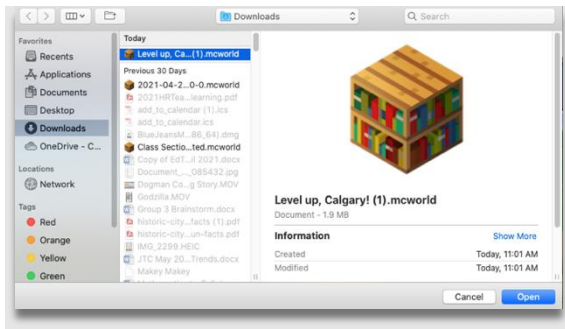 Downloads
Search
Favorites
Recents
Applications
Documents
Desktop
Downloads
OneDrive - C...
Locations
Network
Tags
Red
Orange
Yellow
Green
Today
Level up, Ca...(1).mcworld
Previous 30 Days
2021-04-2...0-0.mcworld
2021HRTea...learning.pdf
add_to_calendar (1).ics
add_to_calendar.ics
BlueJeansM...86_64).dmg
Class Sectio...ted.mcworld
Copy of EdT...il 2021.docx
Document_..._085432.jpg
Dogman Co...g Story.MOV
Godzilla.MOV
Group 3 Brainstorm.docx
historic-city...facts (1).pdf
historic-city...un-facts.pdf
IMG_2299.HEIC
JTC May 20...Trends.docx
Makey Makey
Level up, Calgary! (1).mcworld
Document - 1.9 MB
Information Show More
Created Today, 11:01 AM
Modified Today, 11:01 AM
Cancel Open